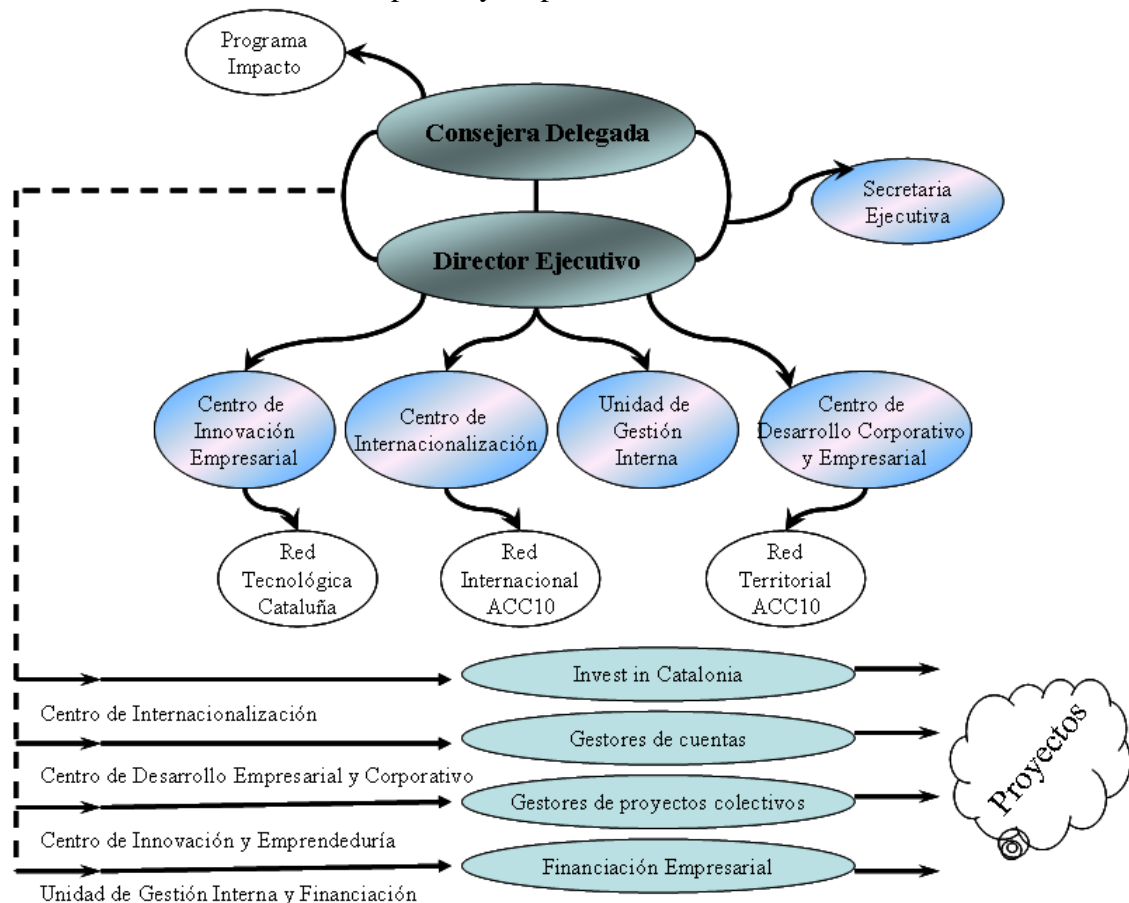 Programa
Impacto
Consejera Delegada
Secretaria
Ejecutiva
Director Ejecutivo
Centro de
Innovación
Empresarial
Centro de
Internacionalización
Unidad de
Gestión
Interna
Centro de
Desarrollo Corporativo
y Empresarial
Red
Tecnológica
Cataluña
Red
Internacional
ACC10
Red
Territorial
ACC10
Invest in Catalonia
Centro de Internacionalización
Gestores de cuentas
Centro de Desarrollo Empresarial y Corporativo
Gestores de proyectos colectivos
Centro de Innovación y Emprendeduría
Financiación Empresarial
Unidad de Gestión Interna y Financiación
Proyectos